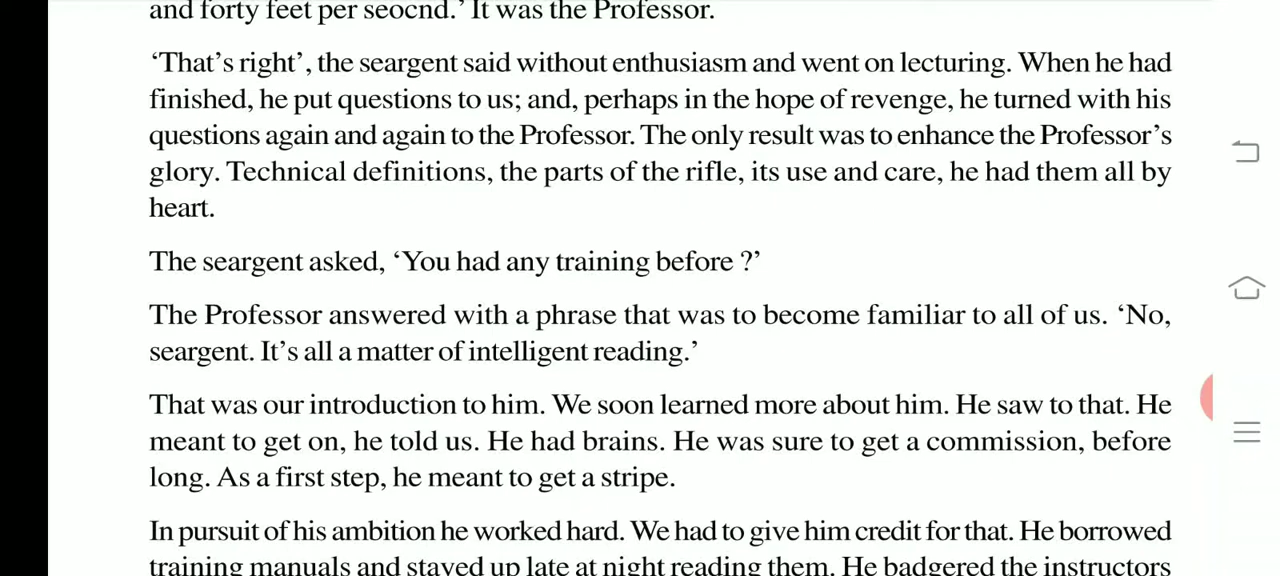 and forty feet per seocnd.’ It was the Professor.
‘That’s right’, the seargent said without enthusiasm and went on lecturing. When he had
finished, he put questions to us; and, perhaps in the hope of revenge, he turned with his
questions again and again to the Professor. The only result was to enhance the Professor’s
glory. Technical definitions, the parts of the rifle, its use and care, he had them all by
heart.
The seargent asked, ‘You had any training before ?’
The Professor answered with a phrase that was to become familiar to all of us. ‘No,
seargent. It’s all a matter of intelligent reading.’
That was our introduction to him. We soon learned more about him. He saw to that. He
meant to get on, he told us. He had brains. He was sure to get a commission, before
long. As a first step, he meant to get a stripe.
In pursuit of his ambition he worked hard. We had to give him credit for that. He borrowed
training manuals and stayed up late at night reading them. He badgered the instructors